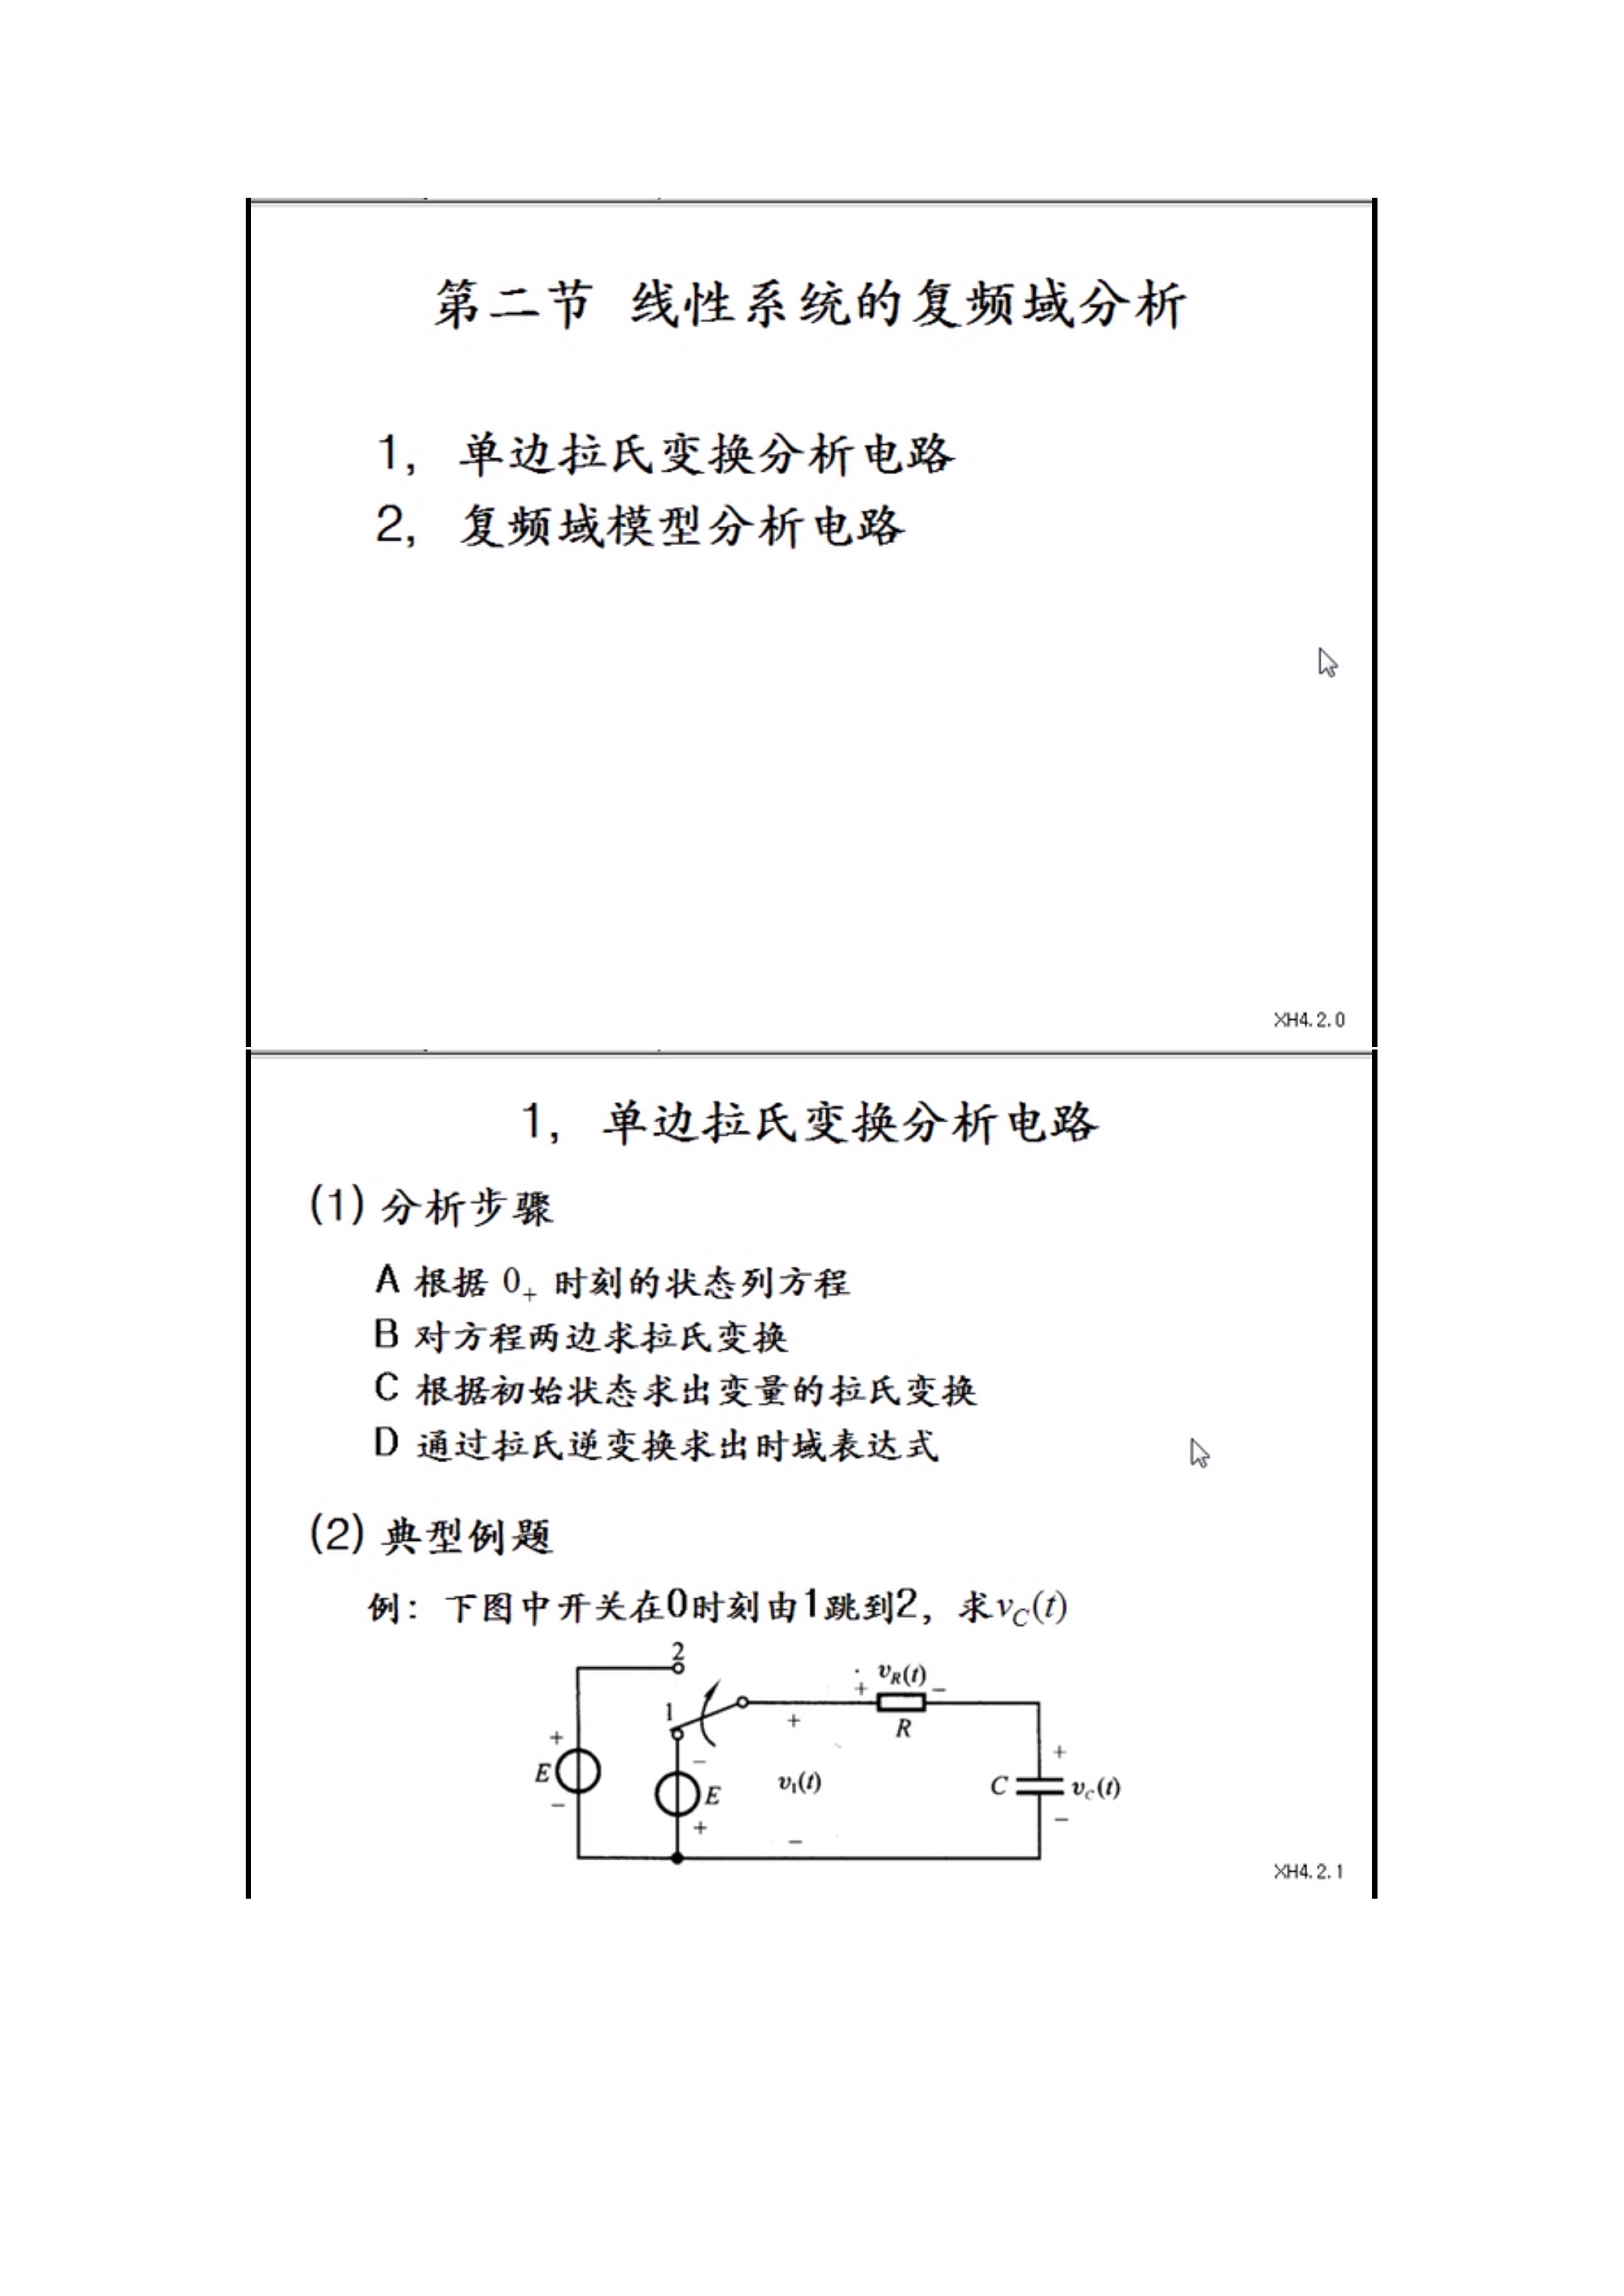 第二节 线性系统的复频域分析
1, 单边拉氏变换分析电路
2, 复频域模型分析电路
XH4.2.0
1, 单边拉氏变换分析电路
(1) 分析步骤
A 根据 0₊ 时刻的状态列方程
B 对方程两边求拉氏变换
C 根据初始状态求出变量的拉氏变换
D 通过拉氏逆变换求出时域表达式
(2) 典型例题
例：下图中开关在0时刻由1跳到2，求v_C(t)
2
+ v_R(t) −
1
+
R
+
−
+
E
E
v₁(t)
C
v_C(t)
−
+
−
−
XH4.2.1